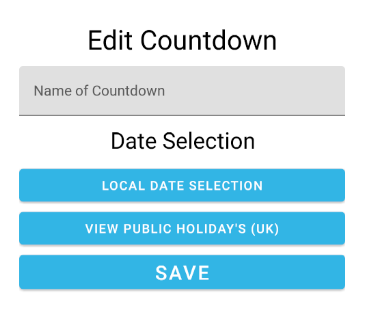 Edit Countdown
Name of Countdown
Date Selection
LOCAL DATE SELECTION
VIEW PUBLIC HOLIDAY'S (UK)
SAVE